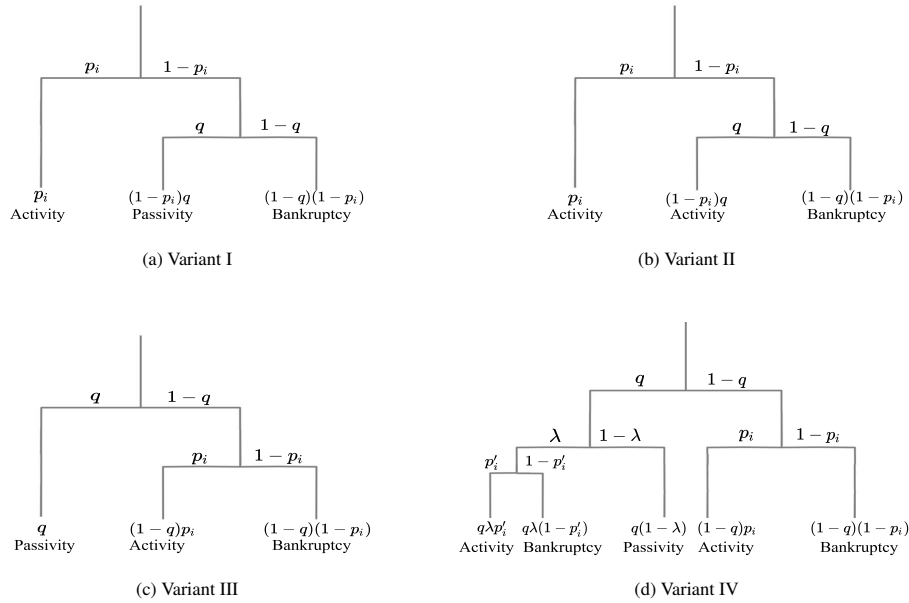 p_i 1 − p_i
q 1 − q
p_i (1 − p_i)q (1 − q)(1 − p_i)
Activity Passivity Bankruptcy
(a) Variant I
p_i 1 − p_i
q 1 − q
p_i (1 − p_i)q (1 − q)(1 − p_i)
Activity Activity Bankruptcy
(b) Variant II
q 1 − q
p_i 1 − p_i
q (1 − q)p_i (1 − q)(1 − p_i)
Passivity Activity Bankruptcy
(c) Variant III
q 1 − q
λ 1 − λ p_i 1 − p_i
p′_i 1 − p′_i
qλp′_i qλ(1 − p′_i) q(1 − λ) (1 − q)p_i (1 − q)(1 − p_i)
Activity Bankruptcy Passivity Activity Bankruptcy
(d) Variant IV